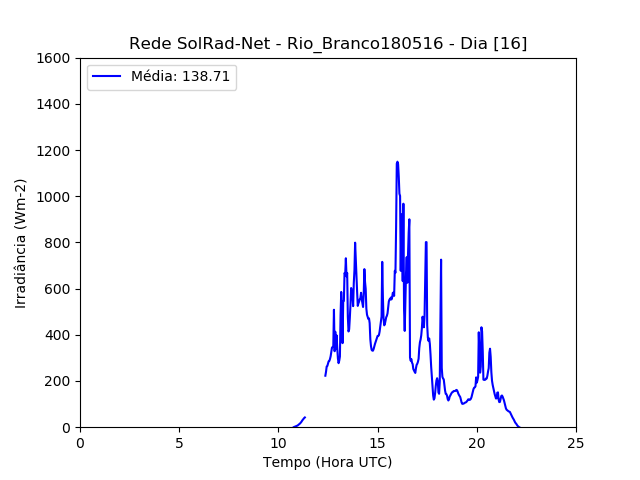 Rede SolRad-Net - Rio_Branco180516 - Dia [16]
Média: 138.71
Irradiância (Wm-2)
1600
1400
1200
1000
800
600
400
200
0
0 5 10 15 20 25
Tempo (Hora UTC)